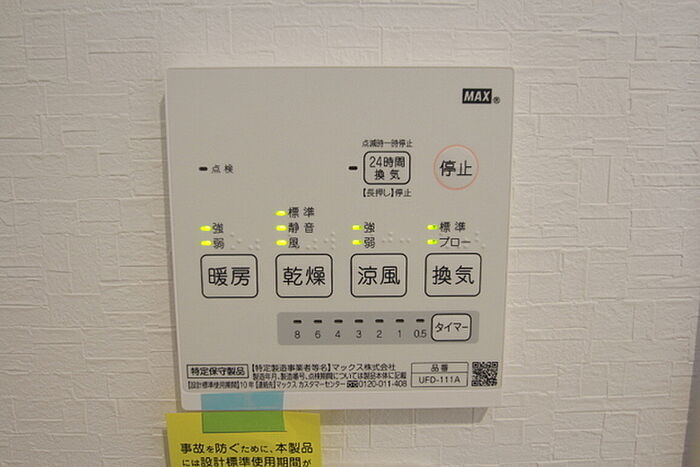 MAX®
点減時一時停止
点検
24時間
換気
停止
【長押し】停止
標準
強
静音
強
標準
弱
風
弱
ブロー
暖房
乾燥
涼風
換気
8 6 4 3 2 1 0.5
タイマー
特定保守製品
【特定製造事業者等名】マックス株式会社
製造年月、製造番号、点検期間については製品本体に記載
【設計標準使用期間】10年【連絡先】マックス カスタマーセンター 0120-011-408
品番
UFD-111A
事故を防ぐために、本製品
には設計標準使用期間が